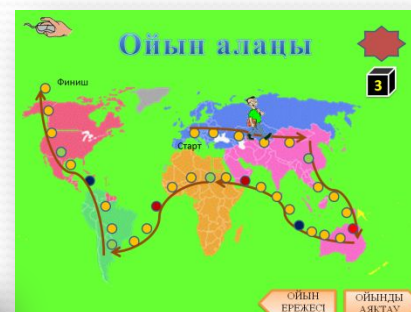 Ойын алаңы
Финиш
3
Старт
ОЙЫН
ЕРЕЖЕСІ
ОЙЫНДЫ
АЯҚТАУ